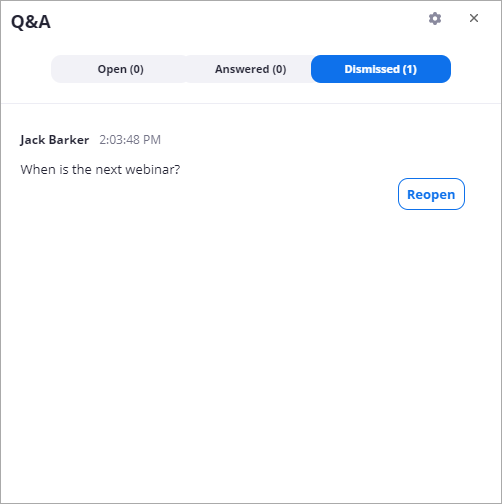 Q&A
Open (0) Answered (0) Dismissed (1)
Jack Barker 2:03:48 PM
When is the next webinar?
Reopen